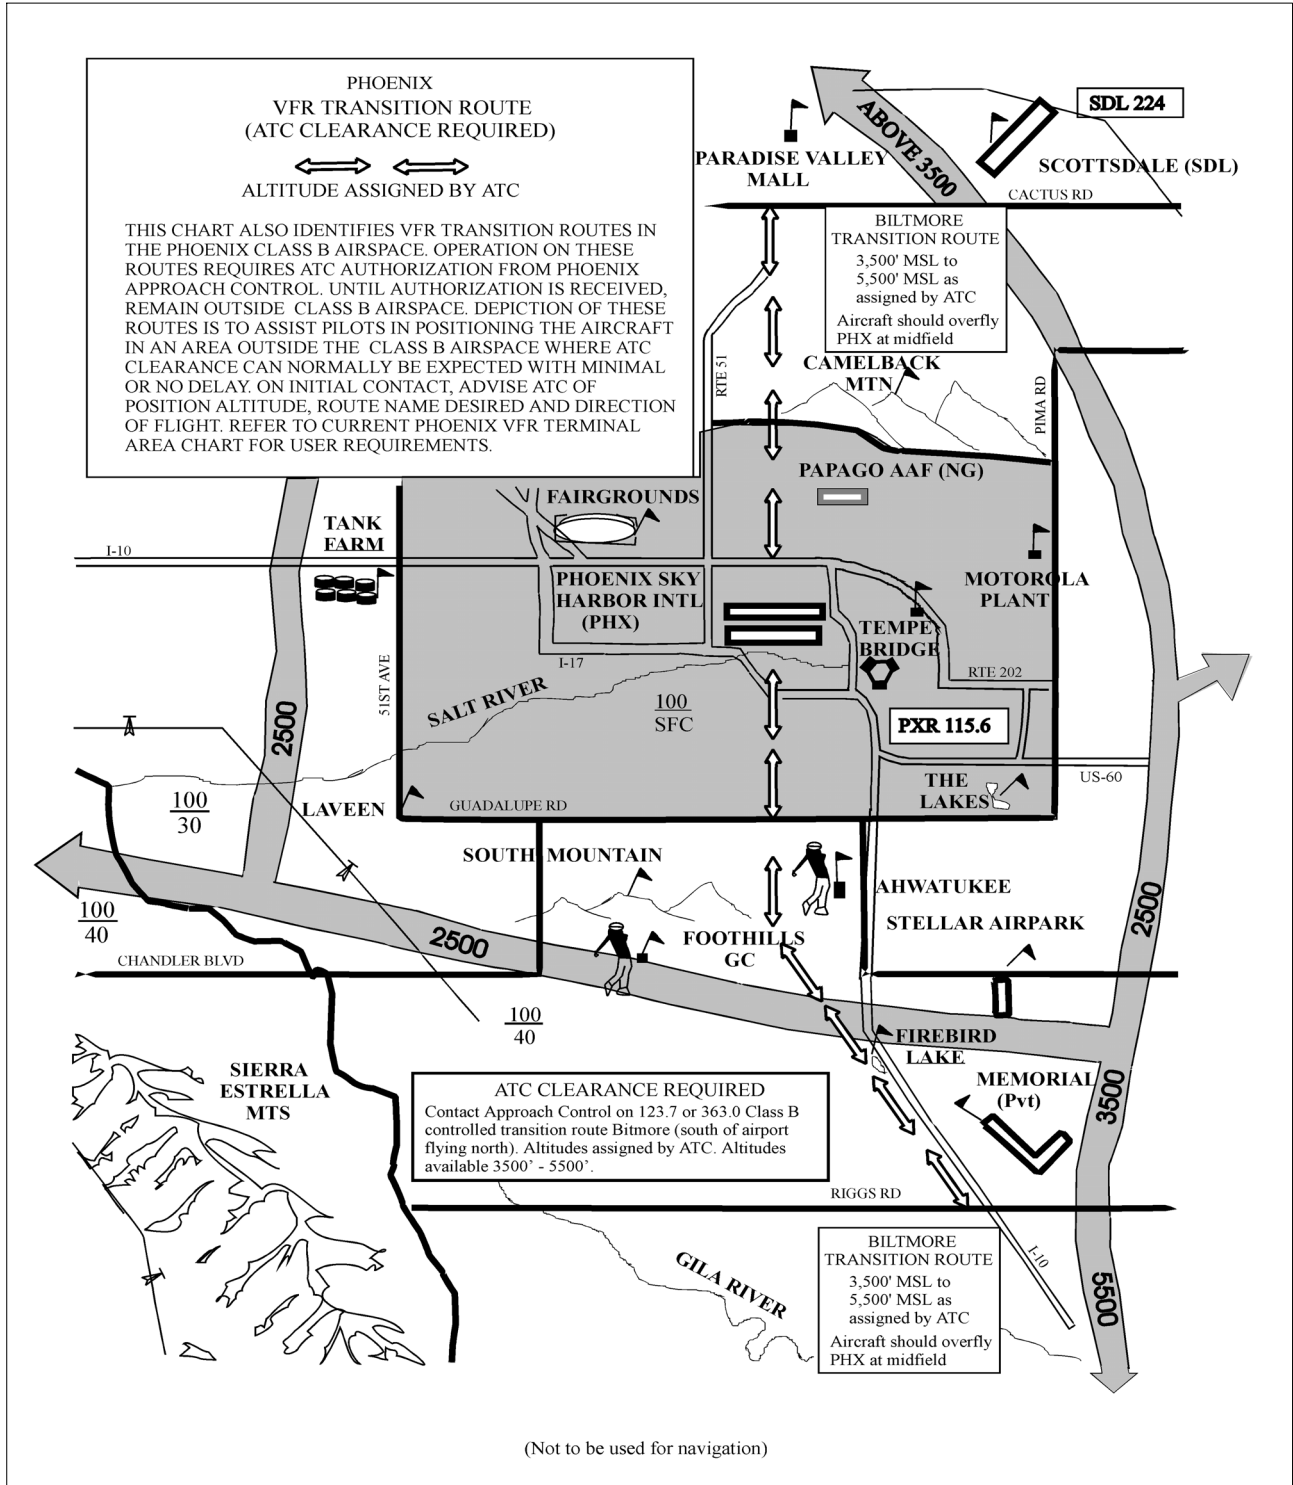 PHOENIX
VFR TRANSITION ROUTE
(ATC CLEARANCE REQUIRED)
ALTITUDE ASSIGNED BY ATC
THIS CHART ALSO IDENTIFIES VFR TRANSITION ROUTES IN
THE PHOENIX CLASS B AIRSPACE. OPERATION ON THESE
ROUTES REQUIRES ATC AUTHORIZATION FROM PHOENIX
APPROACH CONTROL. UNTIL AUTHORIZATION IS RECEIVED,
REMAIN OUTSIDE CLASS B AIRSPACE. DEPICTION OF THESE
ROUTES IS TO ASSIST PILOTS IN POSITIONING THE AIRCRAFT
IN AN AREA OUTSIDE THE CLASS B AIRSPACE WHERE ATC
CLEARANCE CAN NORMALLY BE EXPECTED WITH MINIMAL
OR NO DELAY. ON INITIAL CONTACT, ADVISE ATC OF
POSITION ALTITUDE, ROUTE NAME DESIRED AND DIRECTION
OF FLIGHT. REFER TO CURRENT PHOENIX VFR TERMINAL
AREA CHART FOR USER REQUIREMENTS.
ABOVE 3500
SDL 224
PARADISE VALLEY
MALL
SCOTTSDALE (SDL)
CACTUS RD
BILTMORE
TRANSITION ROUTE
3,500' MSL to
5,500' MSL as
assigned by ATC
Aircraft should overfly
PHX at midfield
RTE 51
CAMELBACK
MTN
PIMA RD
PAPAGO AAF (NG)
FAIRGROUNDS
TANK
FARM
I-10
PHOENIX SKY
HARBOR INTL
(PHX)
MOTOROLA
PLANT
TEMPE
BRIDGE
I-17
RTE 202
51ST AVE
SALT RIVER
100
SFC
PXR 115.6
2500
US-60
THE
LAKES
100
30
LAVEEN
GUADALUPE RD
SOUTH MOUNTAIN
AHWATUKEE
STELLAR AIRPARK
2500
100
40
2500
FOOTHILLS
GC
CHANDLER BLVD
100
40
FIREBIRD
LAKE
SIERRA
ESTRELLA
MTS
MEMORIAL
(Pvt)
3500
ATC CLEARANCE REQUIRED
Contact Approach Control on 123.7 or 363.0 Class B
controlled transition route Bitmore (south of airport
flying north). Altitudes assigned by ATC. Altitudes
available 3500’ - 5500’.
RIGGS RD
GILA RIVER
BILTMORE
TRANSITION ROUTE
3,500' MSL to
5,500' MSL as
assigned by ATC
Aircraft should overfly
PHX at midfield
I-10
5500
(Not to be used for navigation)